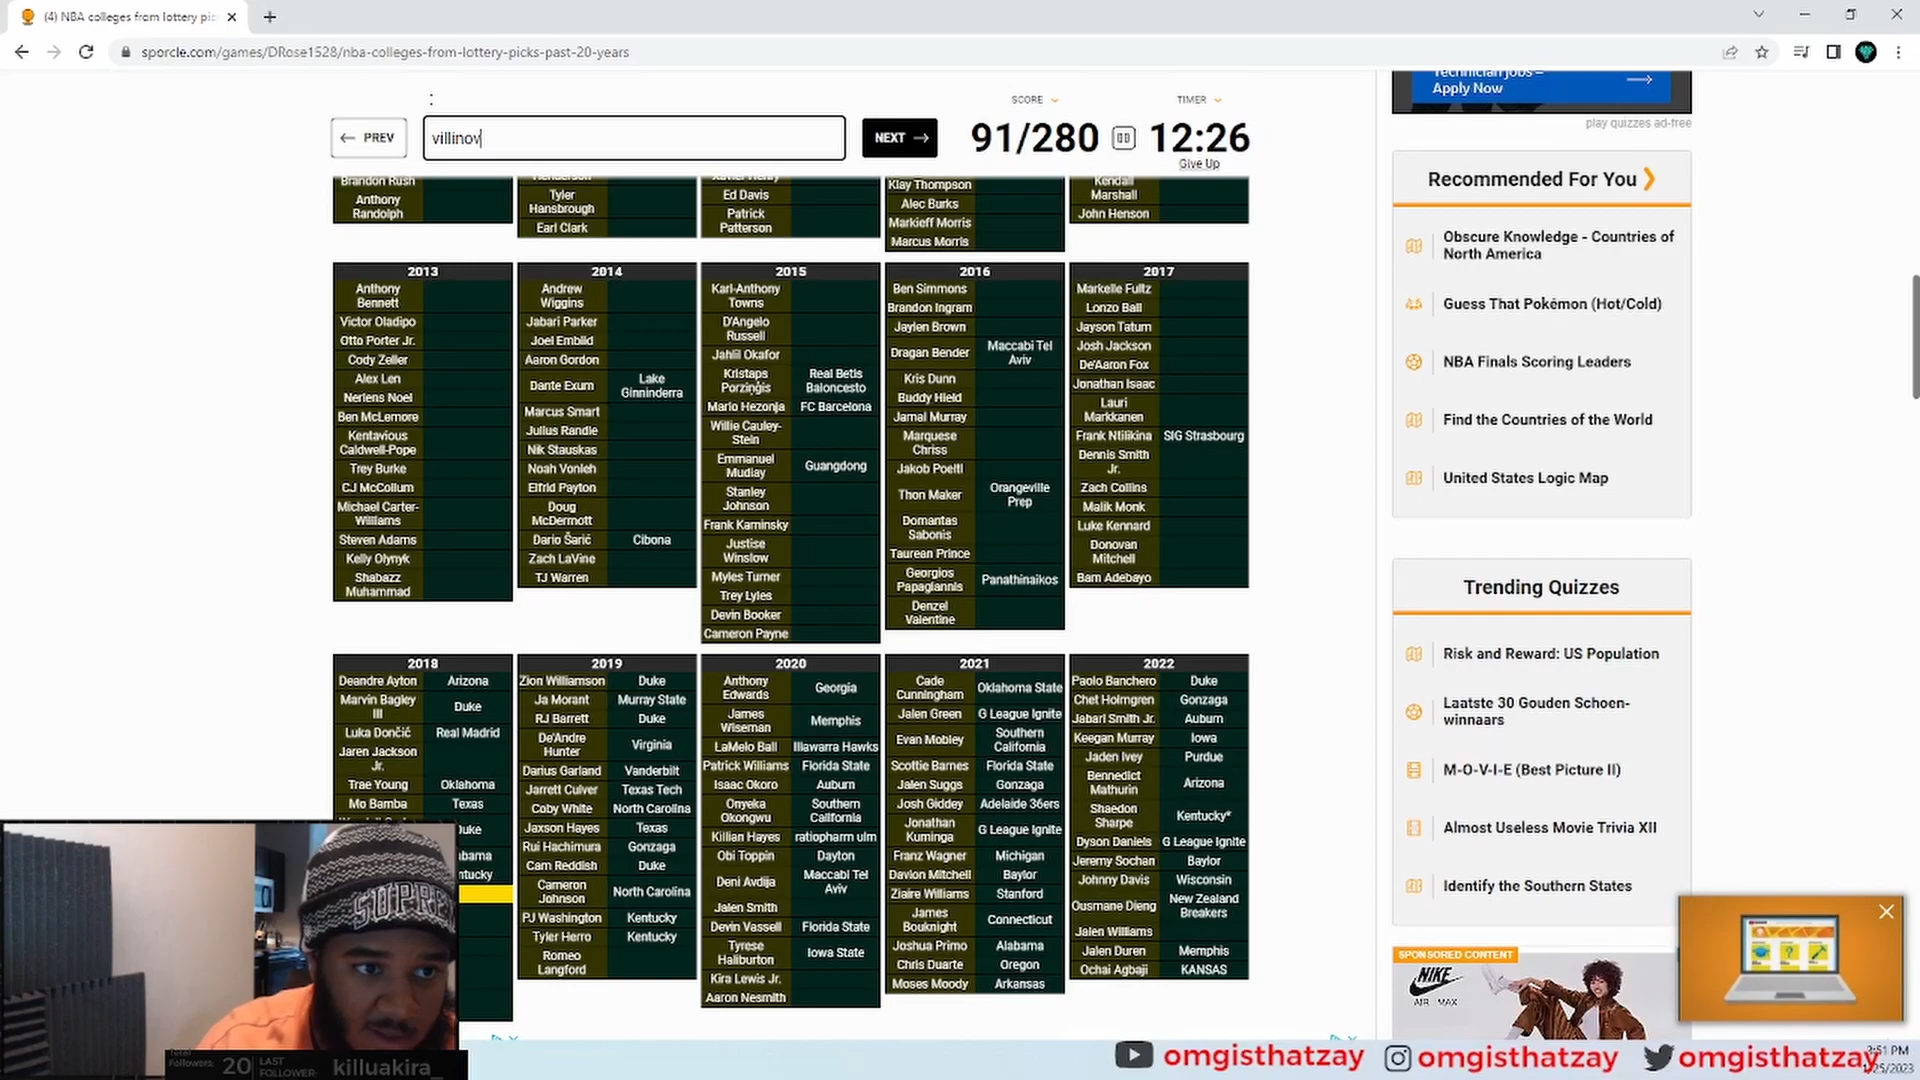 (4) NBA colleges from lottery pic
sporcle.com/games/DRose1528/nba-colleges-from-lottery-picks-past-20-years
:
SCORE
TIMER
← PREV
villinov
NEXT →
91/280
12:26
Give Up
Brandon Rush
Anthony Randolph
Henderson
Tyler Hansbrough
Earl Clark
Xavier Henry
Ed Davis
Patrick Patterson
Klay Thompson
Alec Burks
Markieff Morris
Marcus Morris
Kendall Marshall
John Henson
2013
Anthony Bennett
Victor Oladipo
Otto Porter Jr.
Cody Zeller
Alex Len
Nerlens Noel
Ben McLemore
Kentavious Caldwell-Pope
Trey Burke
CJ McCollum
Michael Carter-Williams
Steven Adams
Kelly Olynyk
Shabazz Muhammad
2014
Andrew Wiggins
Jabari Parker
Joel Embiid
Aaron Gordon
Dante Exum Lake Ginninderra
Marcus Smart
Julius Randle
Nik Stauskas
Noah Vonleh
Elfrid Payton
Doug McDermott
Dario Šarić Cibona
Zach LaVine
TJ Warren
2015
Karl-Anthony Towns
D'Angelo Russell
Jahlil Okafor
Kristaps Porziņģis Real Betis Baloncesto
Mario Hezonja FC Barcelona
Willie Cauley-Stein
Emmanuel Mudiay Guangdong
Stanley Johnson
Frank Kaminsky
Justise Winslow
Myles Turner
Trey Lyles
Devin Booker
Cameron Payne
2016
Ben Simmons
Brandon Ingram
Jaylen Brown
Dragan Bender Maccabi Tel Aviv
Kris Dunn
Buddy Hield
Jamal Murray
Marquese Chriss
Jakob Poeltl
Thon Maker Orangeville Prep
Domantas Sabonis
Taurean Prince
Georgios Papagiannis Panathinaikos
Denzel Valentine
2017
Markelle Fultz
Lonzo Ball
Jayson Tatum
Josh Jackson
De'Aaron Fox
Jonathan Isaac
Lauri Markkanen
Frank Ntilikina SIG Strasbourg
Dennis Smith Jr.
Zach Collins
Malik Monk
Luke Kennard
Donovan Mitchell
Bam Adebayo
2018
Deandre Ayton Arizona
Marvin Bagley III Duke
Luka Dončić Real Madrid
Jaren Jackson Jr.
Trae Young Oklahoma
Mo Bamba Texas
Duke
abama
ntucky
2019
Zion Williamson Duke
Ja Morant Murray State
RJ Barrett Duke
De'Andre Hunter Virginia
Darius Garland Vanderbilt
Jarrett Culver Texas Tech
Coby White North Carolina
Jaxson Hayes Texas
Rui Hachimura Gonzaga
Cam Reddish Duke
Cameron Johnson North Carolina
PJ Washington Kentucky
Tyler Herro Kentucky
Romeo Langford
2020
Anthony Edwards Georgia
James Wiseman Memphis
LaMelo Ball Illawarra Hawks
Patrick Williams Florida State
Isaac Okoro Auburn
Onyeka Okongwu Southern California
Killian Hayes ratiopharm ulm
Obi Toppin Dayton
Deni Avdija Maccabi Tel Aviv
Jalen Smith
Devin Vassell Florida State
Tyrese Haliburton Iowa State
Kira Lewis Jr.
Aaron Nesmith
2021
Cade Cunningham Oklahoma State
Jalen Green G League Ignite
Evan Mobley Southern California
Scottie Barnes Florida State
Jalen Suggs Gonzaga
Josh Giddey Adelaide 36ers
Jonathan Kuminga G League Ignite
Franz Wagner Michigan
Davion Mitchell Baylor
Ziaire Williams Stanford
James Bouknight Connecticut
Joshua Primo Alabama
Chris Duarte Oregon
Moses Moody Arkansas
2022
Paolo Banchero Duke
Chet Holmgren Gonzaga
Jabari Smith Jr. Auburn
Keegan Murray Iowa
Jaden Ivey Purdue
Bennedict Mathurin Arizona
Shaedon Sharpe Kentucky*
Dyson Daniels G League Ignite
Jeremy Sochan Baylor
Johnny Davis Wisconsin
Ousmane Dieng New Zealand Breakers
Jalen Williams
Jalen Duren Memphis
Ochai Agbaji KANSAS
Technician jobs –
Apply Now
play quizzes ad-free
Recommended For You
Obscure Knowledge - Countries of
North America
Guess That Pokémon (Hot/Cold)
NBA Finals Scoring Leaders
Find the Countries of the World
United States Logic Map
Trending Quizzes
Risk and Reward: US Population
Laatste 30 Gouden Schoen-
winnaars
M-O-V-I-E (Best Picture II)
Almost Useless Movie Trivia XII
Identify the Southern States
SPONSORED CONTENT
NIKE
AIR MAX
SUPRE
Total Followers: 20
LAST FOLLOWER: killuakira_
omgisthatzay
omgisthatzay
omgisthatzay
3:51 PM
/25/2023